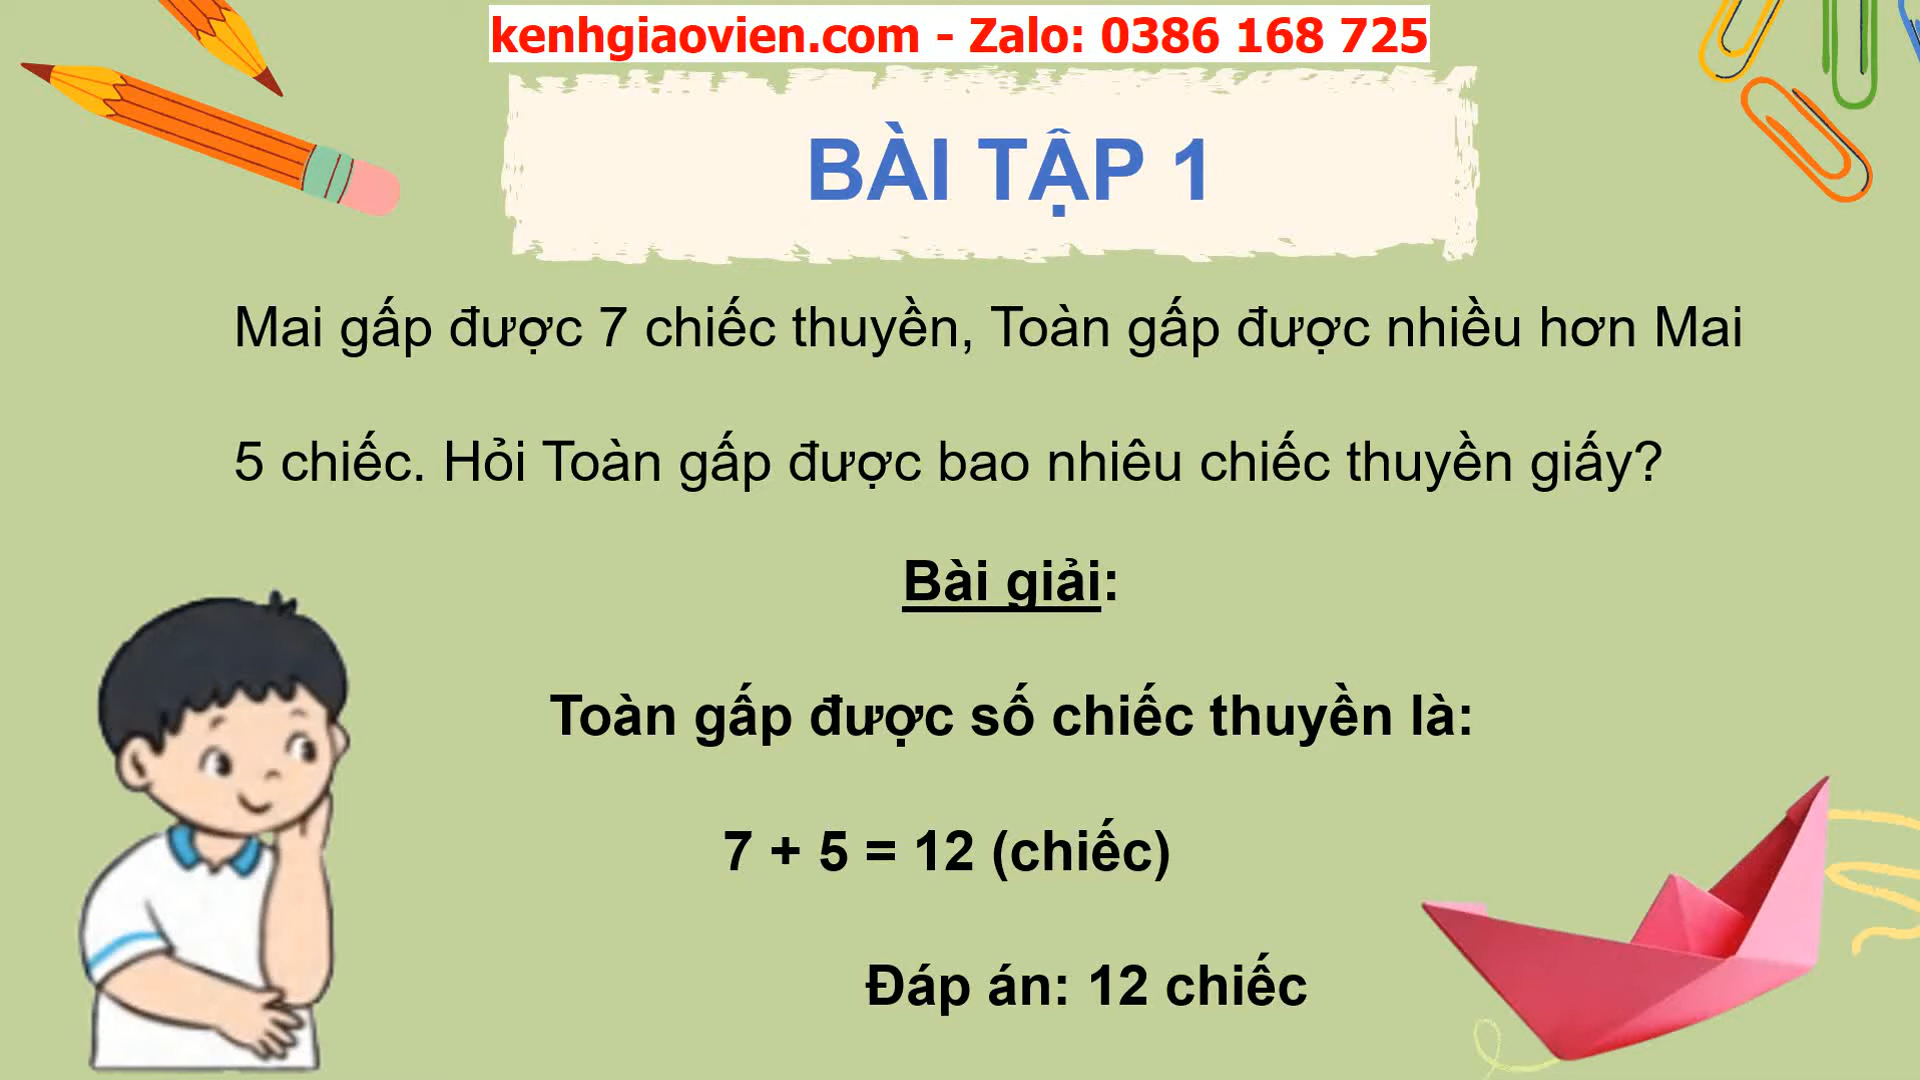 kenhgiaovien.com - Zalo: 0386 168 725
BÀI TẬP 1
Mai gấp được 7 chiếc thuyền, Toàn gấp được nhiều hơn Mai
5 chiếc. Hỏi Toàn gấp được bao nhiêu chiếc thuyền giấy?
Bài giải:
Toàn gấp được số chiếc thuyền là:
7 + 5 = 12 (chiếc)
Đáp án: 12 chiếc